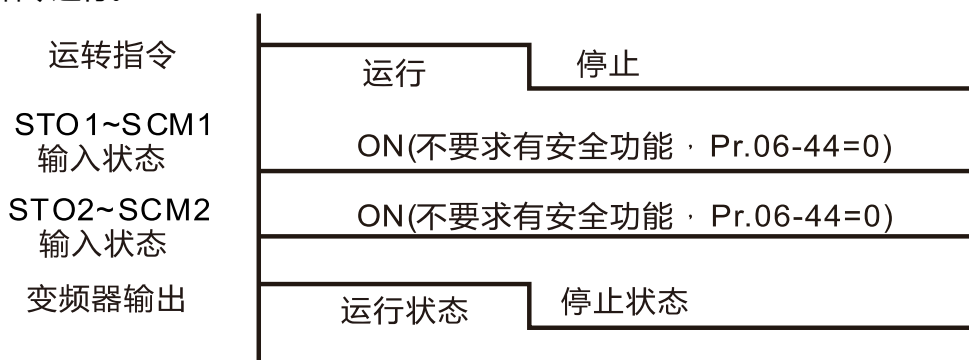 运转指令
运行
停止
STO1~SCM1
输入状态
ON(不要求有安全功能，Pr.06-44=0)
STO2~SCM2
输入状态
ON(不要求有安全功能，Pr.06-44=0)
变频器输出
运行状态
停止状态